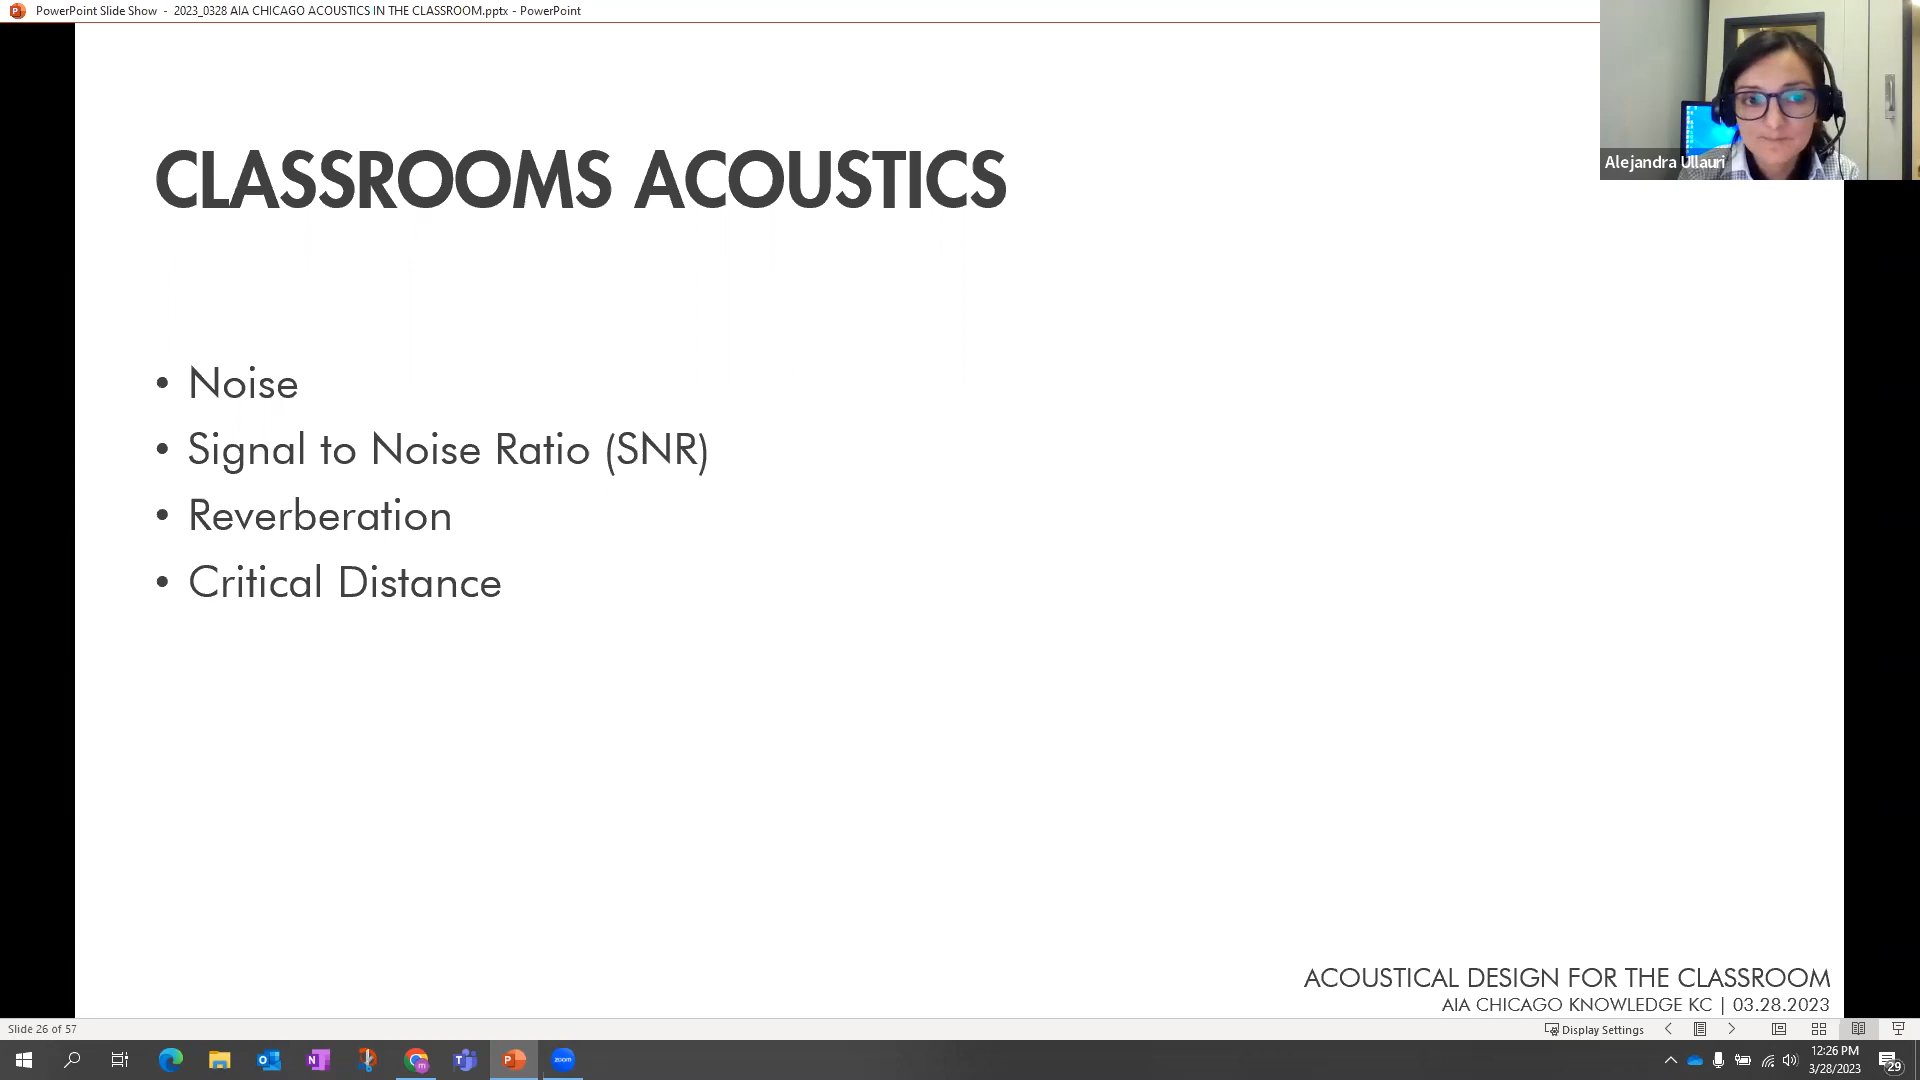 PowerPoint Slide Show - 2023_0328 AIA CHICAGO ACOUSTICS IN THE CLASSROOM.pptx - PowerPoint
Alejandra Ullauri
CLASSROOMS ACOUSTICS
• Noise
• Signal to Noise Ratio (SNR)
• Reverberation
• Critical Distance
ACOUSTICAL DESIGN FOR THE CLASSROOM
AIA CHICAGO KNOWLEDGE KC | 03.28.2023
Slide 26 of 57
Display Settings
zoom
12:26 PM
3/28/2023
29